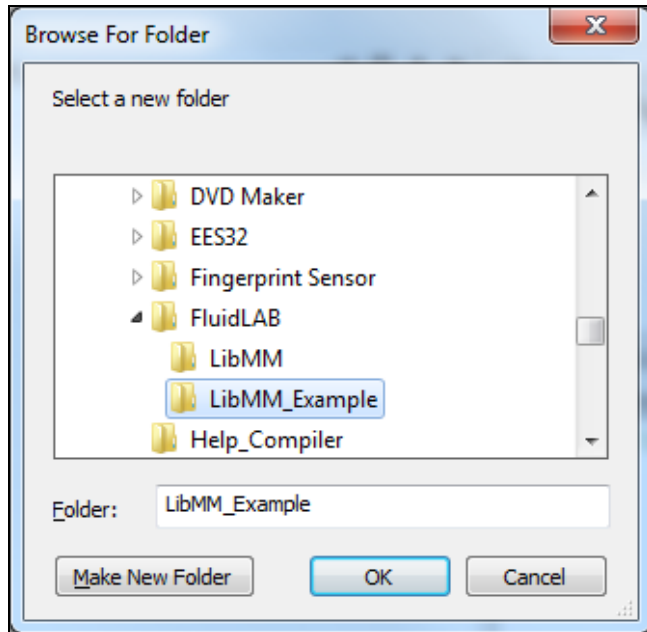 Browse For Folder
Select a new folder
DVD Maker
EES32
Fingerprint Sensor
FluidLAB
LibMM
LibMM_Example
Help_Compiler
Folder: LibMM_Example
Make New Folder OK Cancel